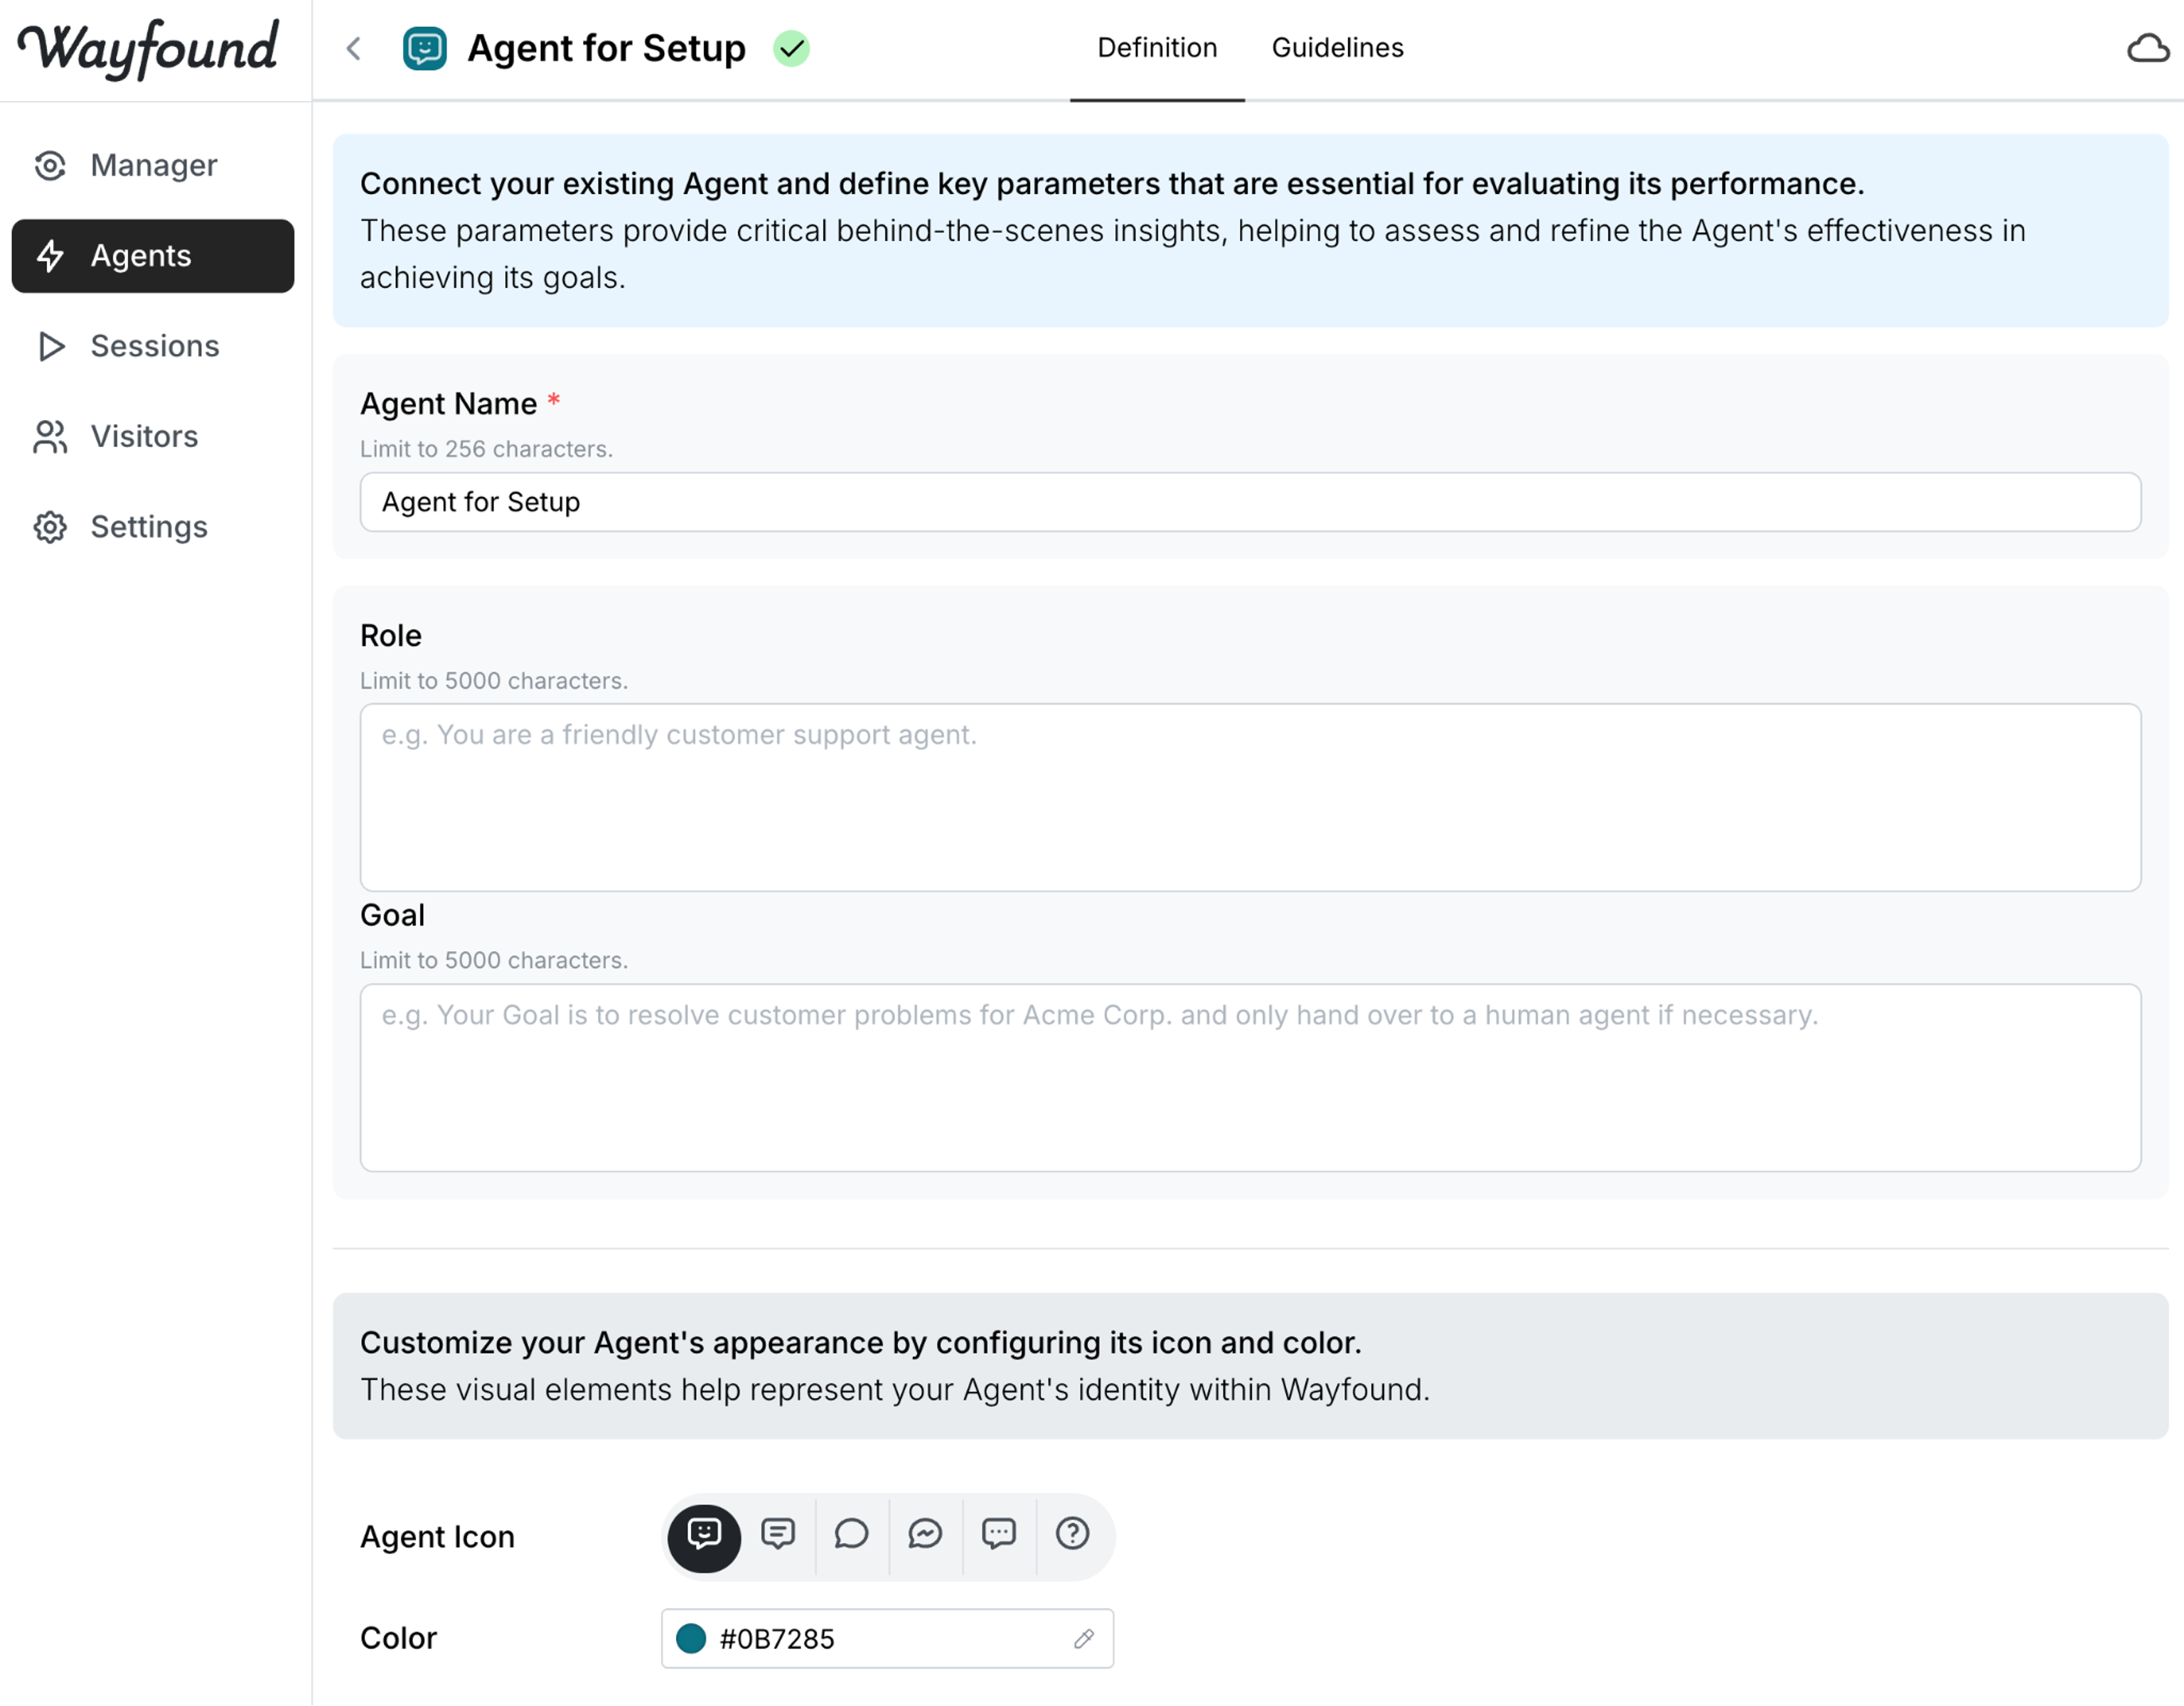 Wayfound
Agent for Setup
Definition
Guidelines
Manager
Agents
Sessions
Visitors
Settings
Connect your existing Agent and define key parameters that are essential for evaluating its performance.
These parameters provide critical behind-the-scenes insights, helping to assess and refine the Agent's effectiveness in
achieving its goals.
Agent Name *
Limit to 256 characters.
Agent for Setup
Role
Limit to 5000 characters.
e.g. You are a friendly customer support agent.
Goal
Limit to 5000 characters.
e.g. Your Goal is to resolve customer problems for Acme Corp. and only hand over to a human agent if necessary.
Customize your Agent's appearance by configuring its icon and color.
These visual elements help represent your Agent's identity within Wayfound.
Agent Icon
Color
#0B7285